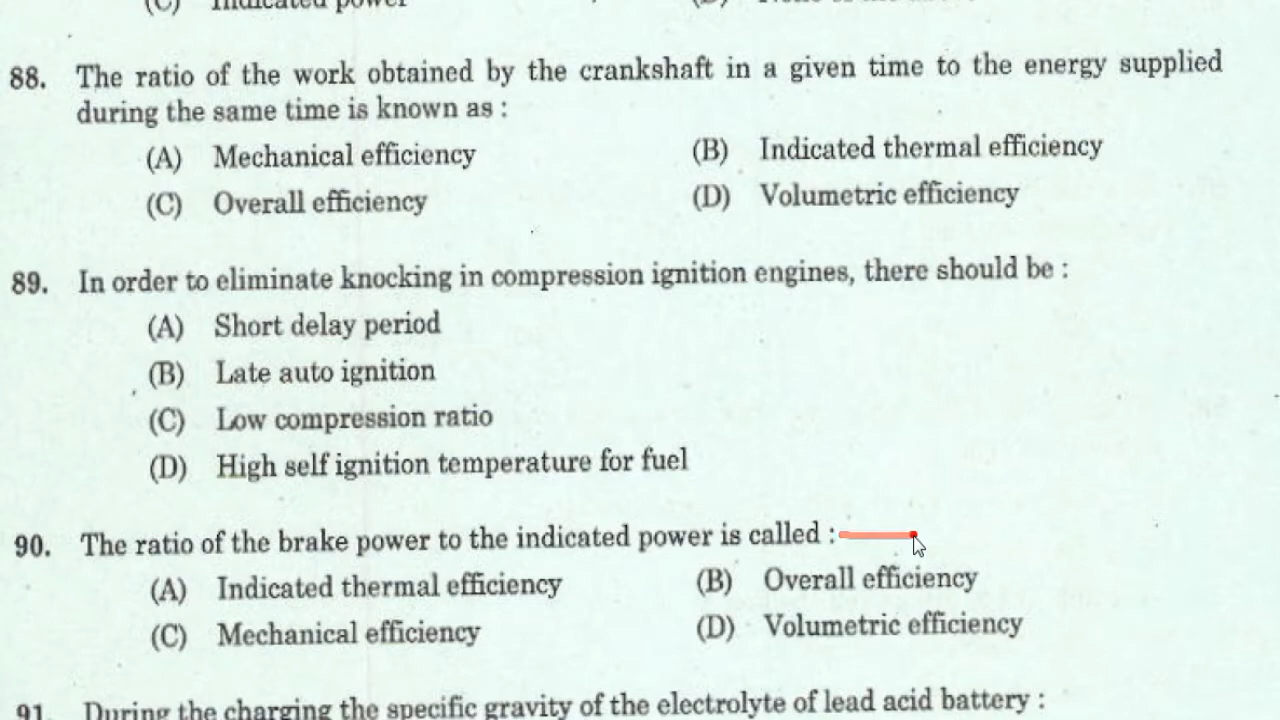 (C) Indicated power
88. The ratio of the work obtained by the crankshaft in a given time to the energy supplied
during the same time is known as :
(A) Mechanical efficiency (B) Indicated thermal efficiency
(C) Overall efficiency (D) Volumetric efficiency
89. In order to eliminate knocking in compression ignition engines, there should be :
(A) Short delay period
(B) Late auto ignition
(C) Low compression ratio
(D) High self ignition temperature for fuel
90. The ratio of the brake power to the indicated power is called :
(A) Indicated thermal efficiency (B) Overall efficiency
(C) Mechanical efficiency (D) Volumetric efficiency
91. During the charging the specific gravity of the electrolyte of lead acid battery :